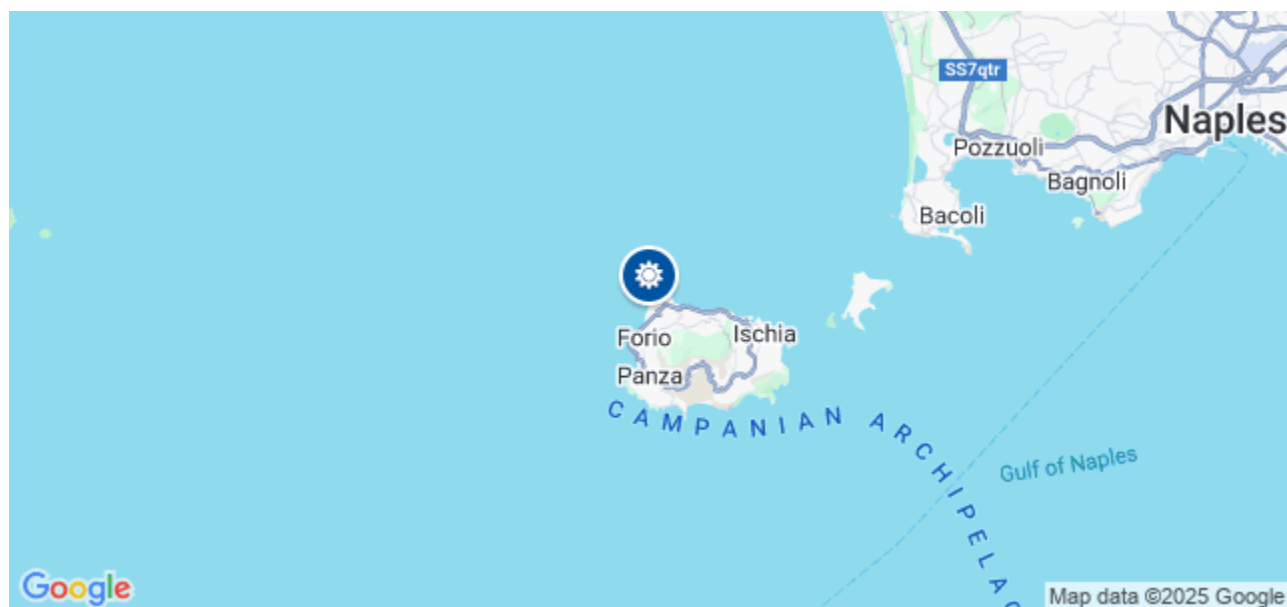 SS7qtr
Naples
Pozzuoli
Bagnoli
Bacoli
Forio
Ischia
Panza
CAMPANIAN ARCHIPELAG
Gulf of Naples
Google
Map data ©2025 Google